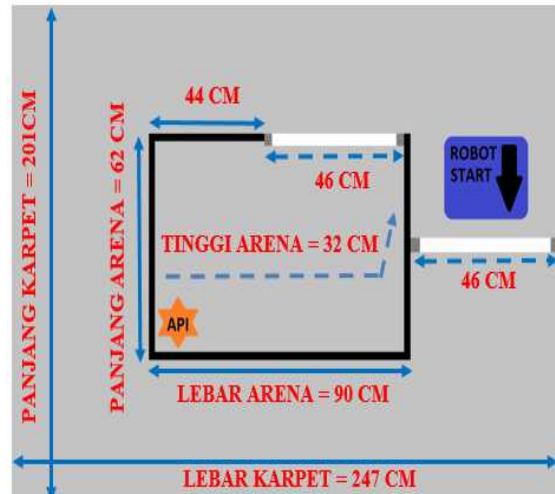 44 CM
ROBOT
START
46 CM
PANJANG KARPET = 201CM
PANJANG ARENA = 62 CM
TINGGI ARENA = 32 CM
46 CM
API
LEBAR ARENA = 90 CM
LEBAR KARPET = 247 CM